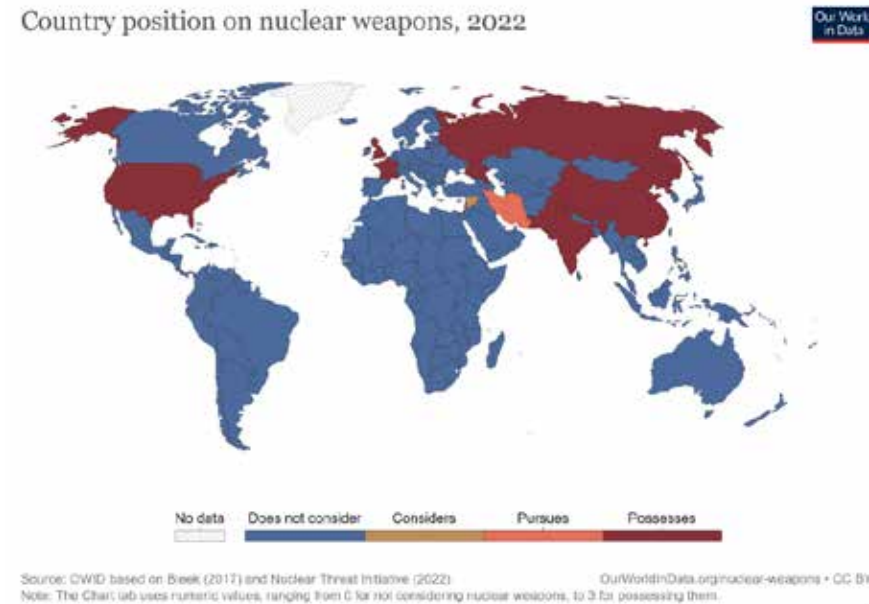 Country position on nuclear weapons, 2022
Our World
in Data
No data Does not consider Considers Pursues Possesses
Source: OWID based on Bleek (2017) and Nuclear Threat Initiative (2022) OurWorldInData.org/nuclear-weapons • CC BY
Note: The Chart tab uses numeric values, ranging from 0 for not considering nuclear weapons, to 3 for possessing them.